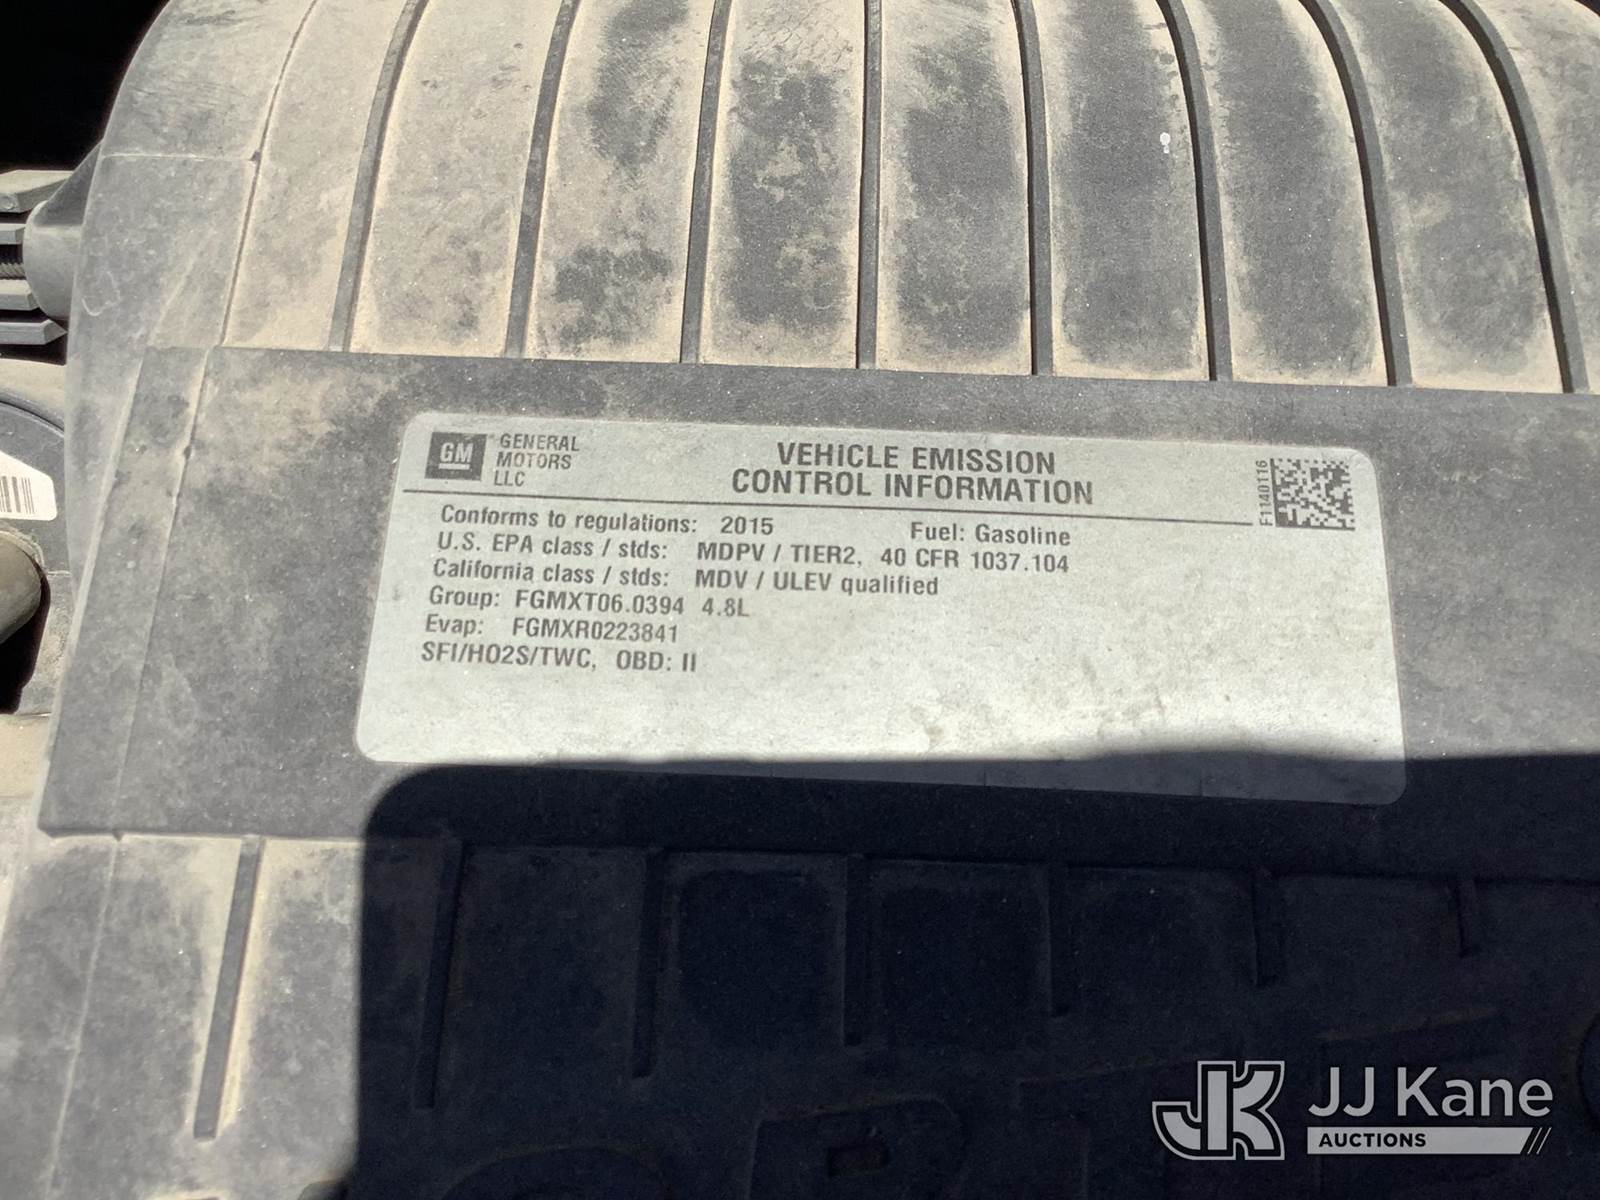 GM GENERAL MOTORS LLC
VEHICLE EMISSION
CONTROL INFORMATION
F1140116
Conforms to regulations: 2015 Fuel: Gasoline
U.S. EPA class / stds: MDPV / TIER2, 40 CFR 1037.104
California class / stds: MDV / ULEV qualified
Group: FGMXT06.0394 4.8L
Evap: FGMXR0223841
SFI/HO2S/TWC, OBD: II
JK JJ Kane
AUCTIONS